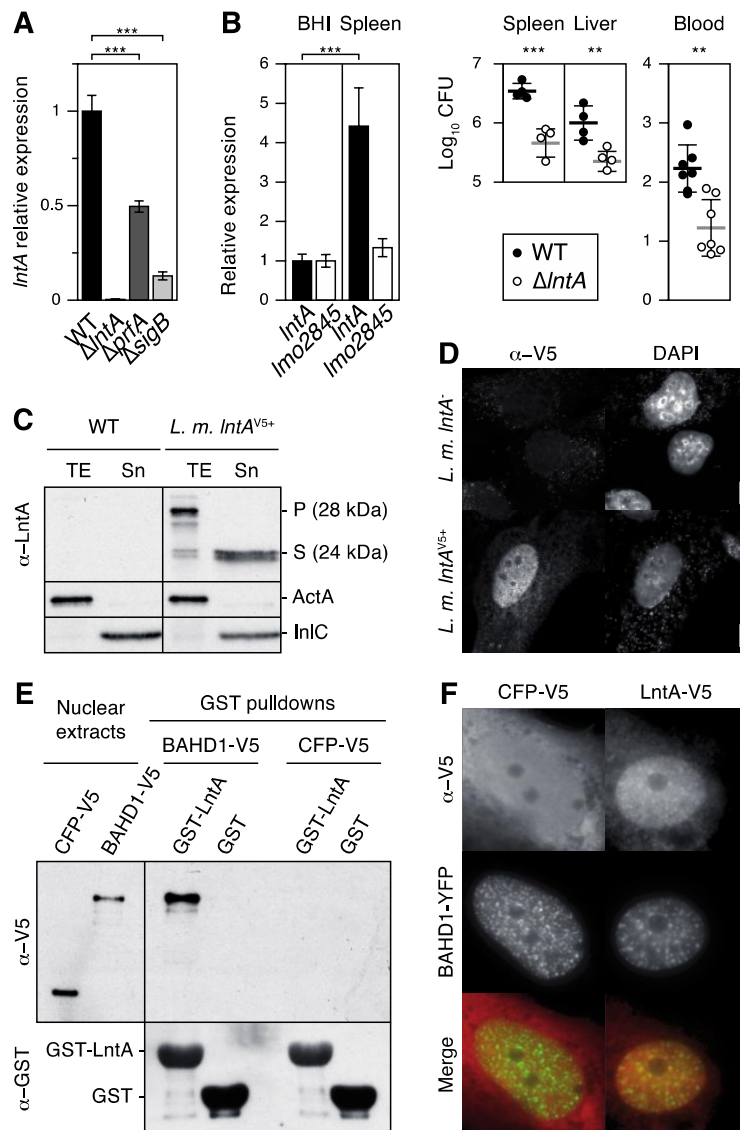 A
***
***
lntA relative expression
1
0.5
0
WT
ΔlntA
ΔprfA
ΔsigB
B
BHI Spleen
***
Relative expression
6
5
4
3
2
1
0
lntA
lmo2845
lntA
lmo2845
Spleen Liver
*** **
Log10 CFU
7
6
5
Blood
**
4
3
2
1
0
WT
ΔlntA
C
WT
L. m. lntAV5+
TE Sn TE Sn
α–LntA
P (28 kDa)
S (24 kDa)
ActA
InlC
D
α–V5 DAPI
L. m. lntA-
L. m. lntAV5+
E
Nuclear
extracts
GST pulldowns
BAHD1-V5 CFP-V5
CFP-V5
BAHD1-V5
GST-LntA
GST
GST-LntA
GST
α–V5
α–GST
GST-LntA
GST
F
CFP-V5 LntA-V5
α–V5
BAHD1-YFP
Merge